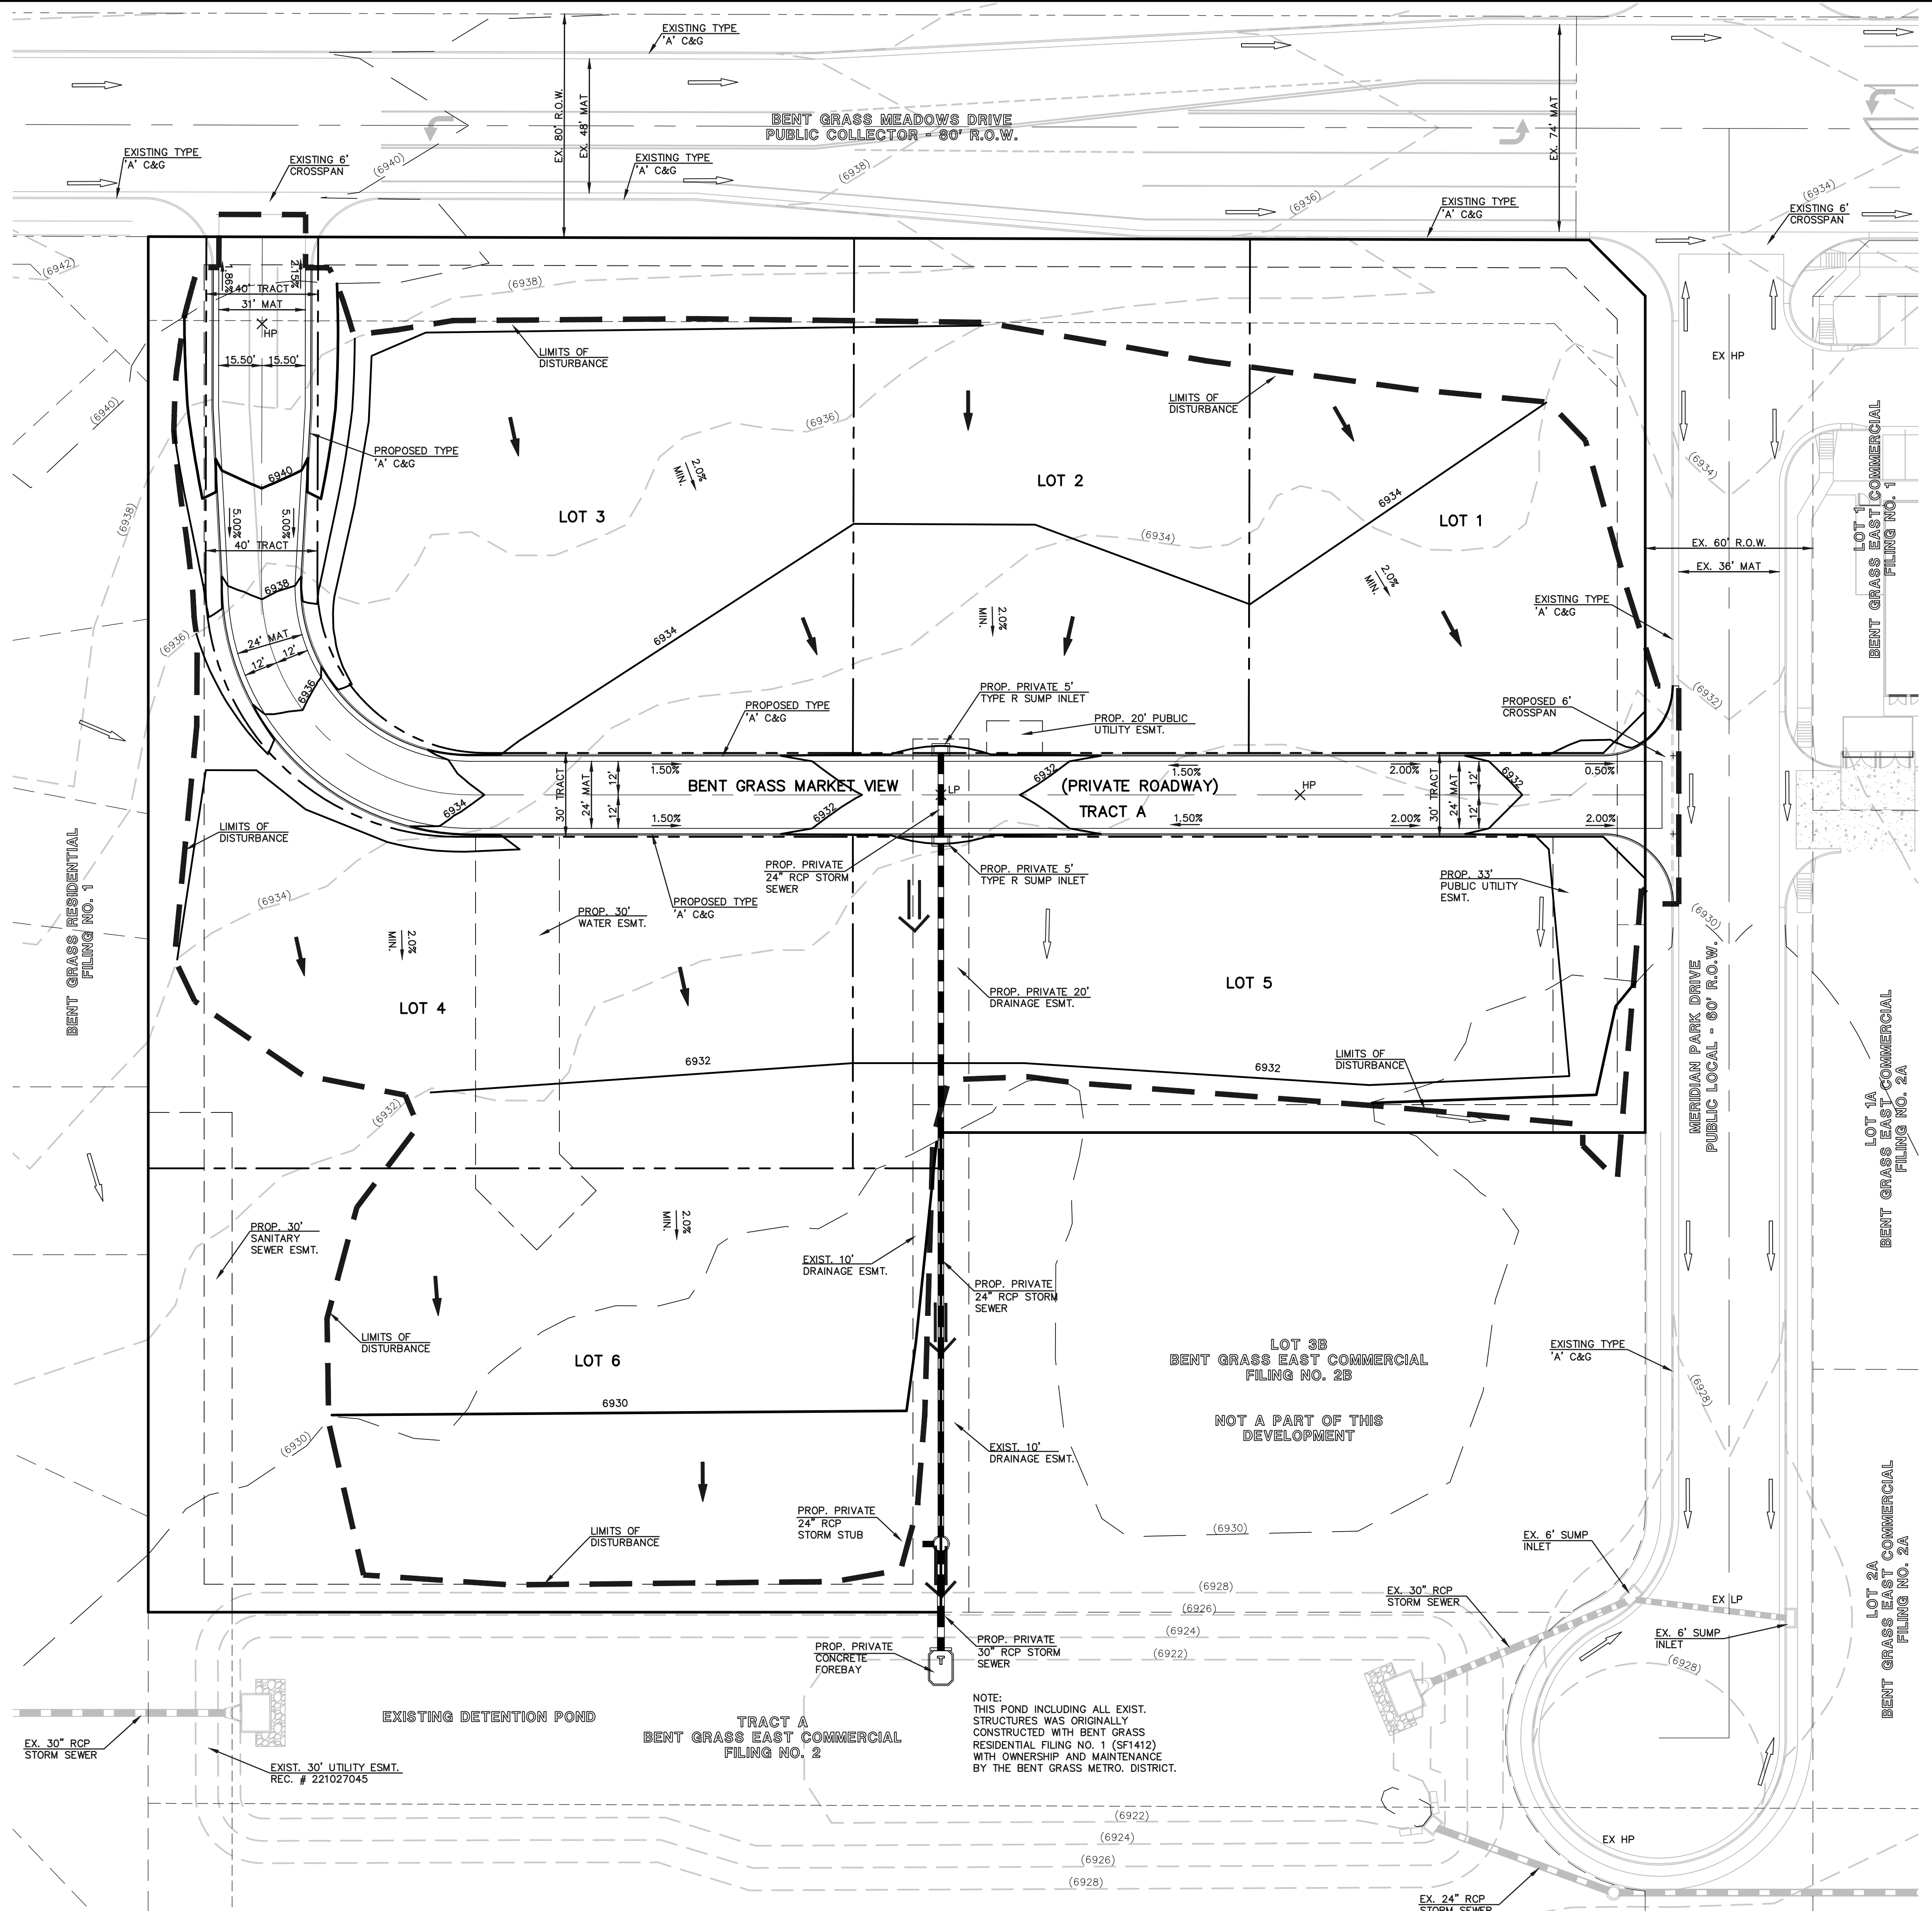 EXISTING TYPE
'A' C&G
EX. 80' R.O.W.
EX. 48' MAT
BENT GRASS MEADOWS DRIVE
PUBLIC COLLECTOR - 80' R.O.W.
EX. 74' MAT
EXISTING TYPE
'A' C&G
EXISTING 6'
CROSSPAN
(6940)
EXISTING TYPE
'A' C&G
(6938)
(6936)
EXISTING TYPE
'A' C&G
(6934)
EXISTING 6'
CROSSPAN
(6942)
2.15%
40' TRACT
31' MAT
HP
15.50'
15.50'
(6938)
LIMITS OF
DISTURBANCE
LIMITS OF
DISTURBANCE
EX HP
(6940)
(6936)
PROPOSED TYPE
'A' C&G
6940
2.0%
MIN.
LOT 2
6934
(6934)
LOT 1
BENT GRASS EAST COMMERCIAL
FILING NO. 1
(6938)
5.00%
5.00%
LOT 3
LOT 1
40' TRACT
(6934)
EX. 60' R.O.W.
EX. 36' MAT
2.0%
MIN.
6938
EXISTING TYPE
'A' C&G
(6936)
24' MAT
12'
12'
6936
6934
2.0%
MIN.
(6932)
PROP. PRIVATE 5'
TYPE R SUMP INLET
PROP. 20' PUBLIC
UTILITY ESMT.
PROPOSED TYPE
'A' C&G
PROPOSED 6'
CROSSPAN
30' TRACT
24' MAT
12'
12'
1.50%
BENT GRASS MARKET VIEW
LP
6932
1.50%
(PRIVATE ROADWAY)
TRACT A
HP
2.00%
30' TRACT
24' MAT
12'
12'
6932
0.50%
6934
6932
1.50%
1.50%
2.00%
2.00%
LIMITS OF
DISTURBANCE
BENT GRASS RESIDENTIAL
FILING NO. 1
PROP. PRIVATE
24" RCP STORM
SEWER
PROP. PRIVATE 5'
TYPE R SUMP INLET
PROP. 33'
PUBLIC UTILITY
ESMT.
(6934)
PROP. 30'
WATER ESMT.
PROPOSED TYPE
'A' C&G
(6930)
2.0%
MIN.
PROP. PRIVATE 20'
DRAINAGE ESMT.
LOT 5
LOT 4
MERIDIAN PARK DRIVE
PUBLIC LOCAL - 60' R.O.W.
LOT 1A
BENT GRASS EAST COMMERCIAL
FILING NO. 2A
6932
6932
LIMITS OF
DISTURBANCE
(6932)
PROP. 30'
SANITARY
SEWER ESMT.
2.0%
MIN.
EXIST. 10'
DRAINAGE ESMT.
PROP. PRIVATE
24" RCP STORM
SEWER
LIMITS OF
DISTURBANCE
LOT 6
LOT 3B
BENT GRASS EAST COMMERCIAL
FILING NO. 2B
NOT A PART OF THIS
DEVELOPMENT
EXISTING TYPE
'A' C&G
(6928)
6930
(6930)
EXIST. 10'
DRAINAGE ESMT.
PROP. PRIVATE
24" RCP
STORM STUB
LIMITS OF
DISTURBANCE
(6930)
EX. 6' SUMP
INLET
LOT 2A
BENT GRASS EAST COMMERCIAL
FILING NO. 2A
(6928)
(6926)
(6924)
(6922)
EX. 30" RCP
STORM SEWER
EX LP
EX. 6' SUMP
INLET
(6928)
PROP. PRIVATE
CONCRETE
FOREBAY
T
PROP. PRIVATE
30" RCP STORM
SEWER
EXISTING DETENTION POND
TRACT A
BENT GRASS EAST COMMERCIAL
FILING NO. 2
NOTE:
THIS POND INCLUDING ALL EXIST.
STRUCTURES WAS ORIGINALLY
CONSTRUCTED WITH BENT GRASS
RESIDENTIAL FILING NO. 1 (SF1412)
WITH OWNERSHIP AND MAINTENANCE
BY THE BENT GRASS METRO. DISTRICT.
EX. 30" RCP
STORM SEWER
EXIST. 30' UTILITY ESMT.
REC. # 221027045
(6922)
(6924)
(6926)
(6928)
EX HP
EX. 24" RCP
STORM SEWER